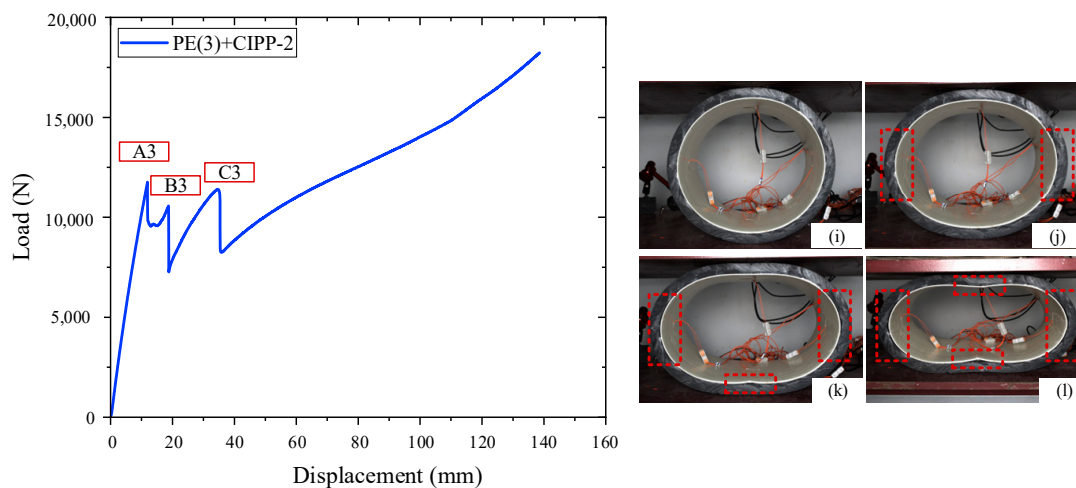 20,000
15,000
10,000
5,000
0
Load (N)
PE(3)+CIPP-2
A3
B3
C3
0 20 40 60 80 100 120 140 160
Displacement (mm)
(i)
(j)
(k)
(l)